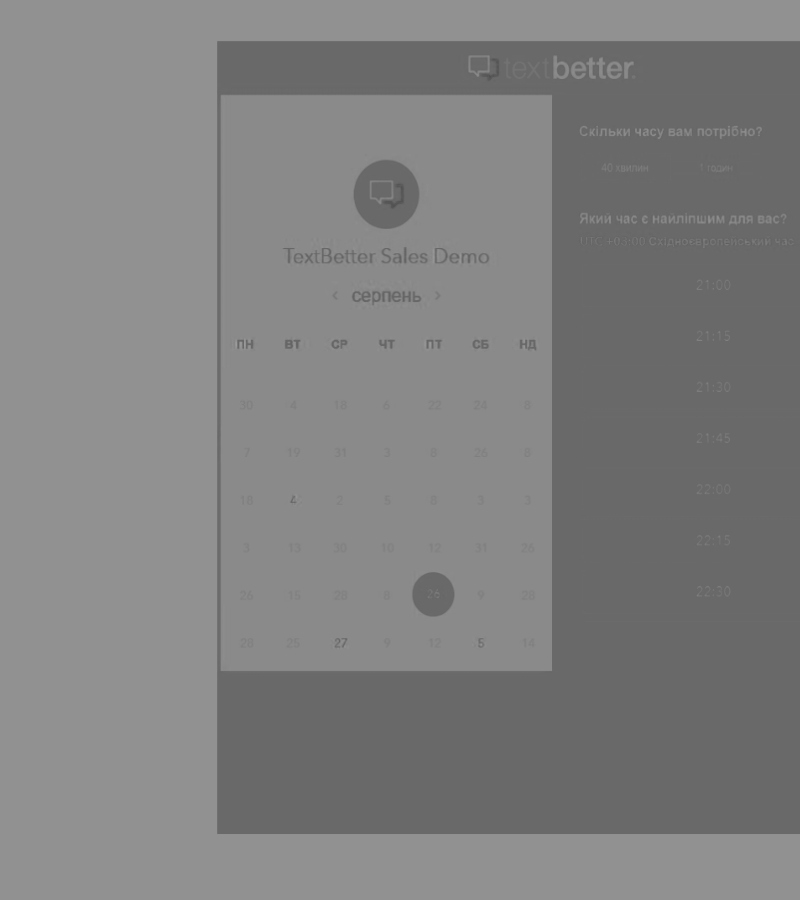 textbetter.
TextBetter Sales Demo
‹ серпень ›
ПН ВТ СР ЧТ ПТ СБ НД
30 4 18 6 22 24 8
7 19 31 3 8 26 8
18 4 2 5 8 3 3
3 13 30 10 12 31 26
26 15 28 8 26 9 28
28 25 27 9 12 5 14
Скільки часу вам потрібно?
40 хвилин 1 годин
Який час є найліпшим для вас?
UTC +03:00 Східноєвропейський час
21:00
21:15
21:30
21:45
22:00
22:15
22:30